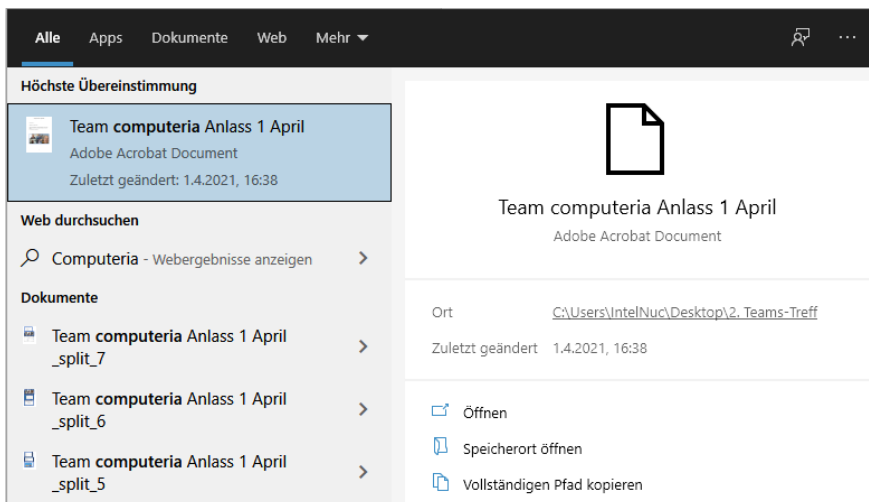 Alle Apps Dokumente Web Mehr
Höchste Übereinstimmung
Team computeria Anlass 1 April
Adobe Acrobat Document
Zuletzt geändert: 1.4.2021, 16:38
Web durchsuchen
Computeria - Webergebnisse anzeigen
Dokumente
Team computeria Anlass 1 April
_split_7
Team computeria Anlass 1 April
_split_6
Team computeria Anlass 1 April
_split_5
Team computeria Anlass 1 April
Adobe Acrobat Document
Ort C:\Users\IntelNuc\Desktop\2. Teams-Treff
Zuletzt geändert 1.4.2021, 16:38
Öffnen
Speicherort öffnen
Vollständigen Pfad kopieren